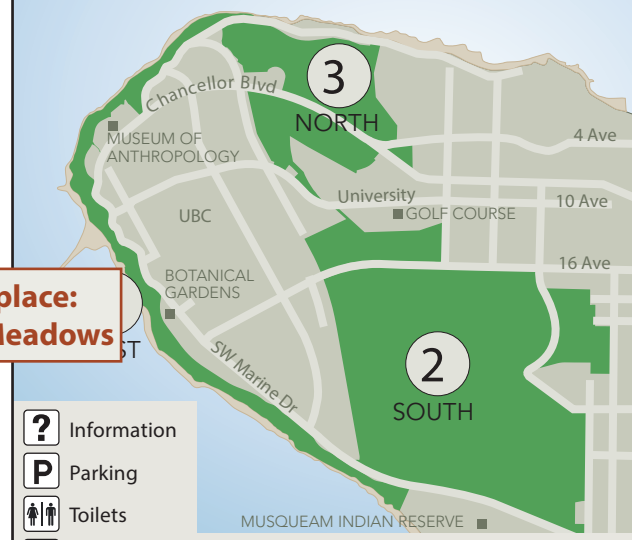 3
NORTH
Chancellor Blvd
MUSEUM OF
ANTHROPOLOGY
4 Ave
University
10 Ave
UBC
GOLF COURSE
16 Ave
BOTANICAL
GARDENS
place:
Meadows
ST
2
SOUTH
SW Marine Dr
? Information
P Parking
Toilets
MUSQUEAM INDIAN RESERVE